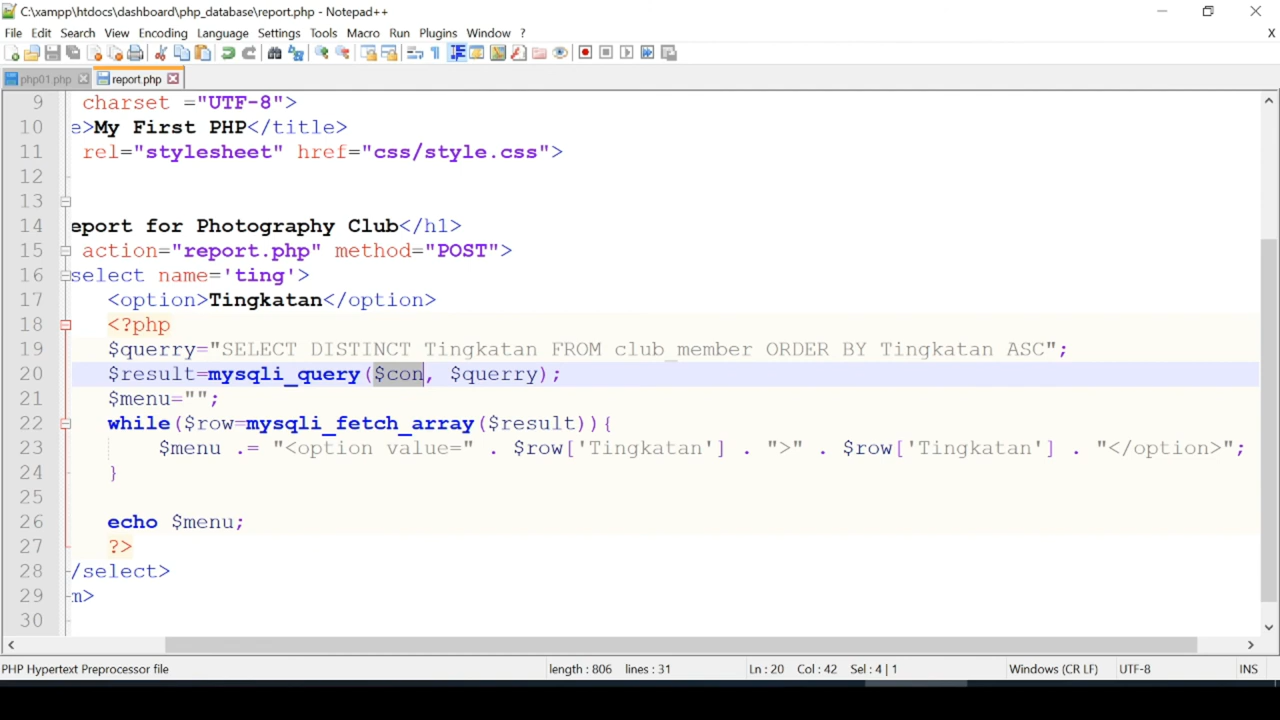 C:\xampp\htdocs\dashboard\php_database\report.php - Notepad++
File Edit Search View Encoding Language Settings Tools Macro Run Plugins Window ? X
php01.php report.php
9 charset ="UTF-8">
10 e>My First PHP</title>
11 rel="stylesheet" href="css/style.css">
12
13
14 eport for Photography Club</h1>
15 action="report.php" method="POST">
16 select name='ting'>
17 <option>Tingkatan</option>
18 <?php
19 $querry="SELECT DISTINCT Tingkatan FROM club_member ORDER BY Tingkatan ASC";
20 $result=mysqli_query($con, $querry);
21 $menu="";
22 while($row=mysqli_fetch_array($result)){
23 $menu .= "<option value=" . $row['Tingkatan'] . ">" . $row['Tingkatan'] . "</option>";
24 }
25
26 echo $menu;
27 ?>
28 /select>
29 m>
30
PHP Hypertext Preprocessor file length : 806 lines : 31 Ln : 20 Col : 42 Sel : 4 | 1 Windows (CR LF) UTF-8 INS